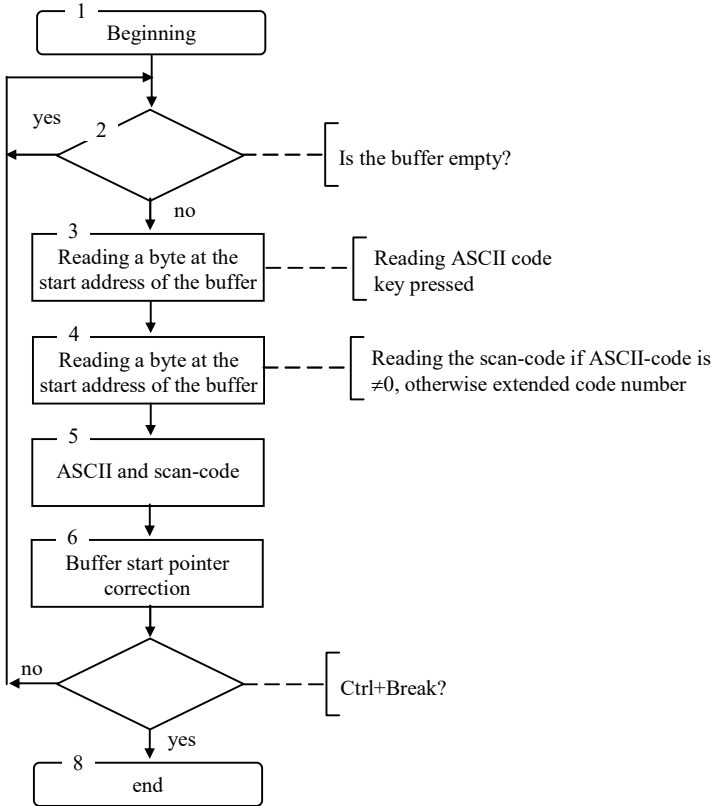 1
Beginning
yes
2
Is the buffer empty?
no
3
Reading a byte at the
start address of the buffer
Reading ASCII code
key pressed
4
Reading a byte at the
start address of the buffer
Reading the scan-code if ASCII-code is
≠0, otherwise extended code number
5
ASCII and scan-code
6
Buffer start pointer
correction
no
Ctrl+Break?
yes
8
end